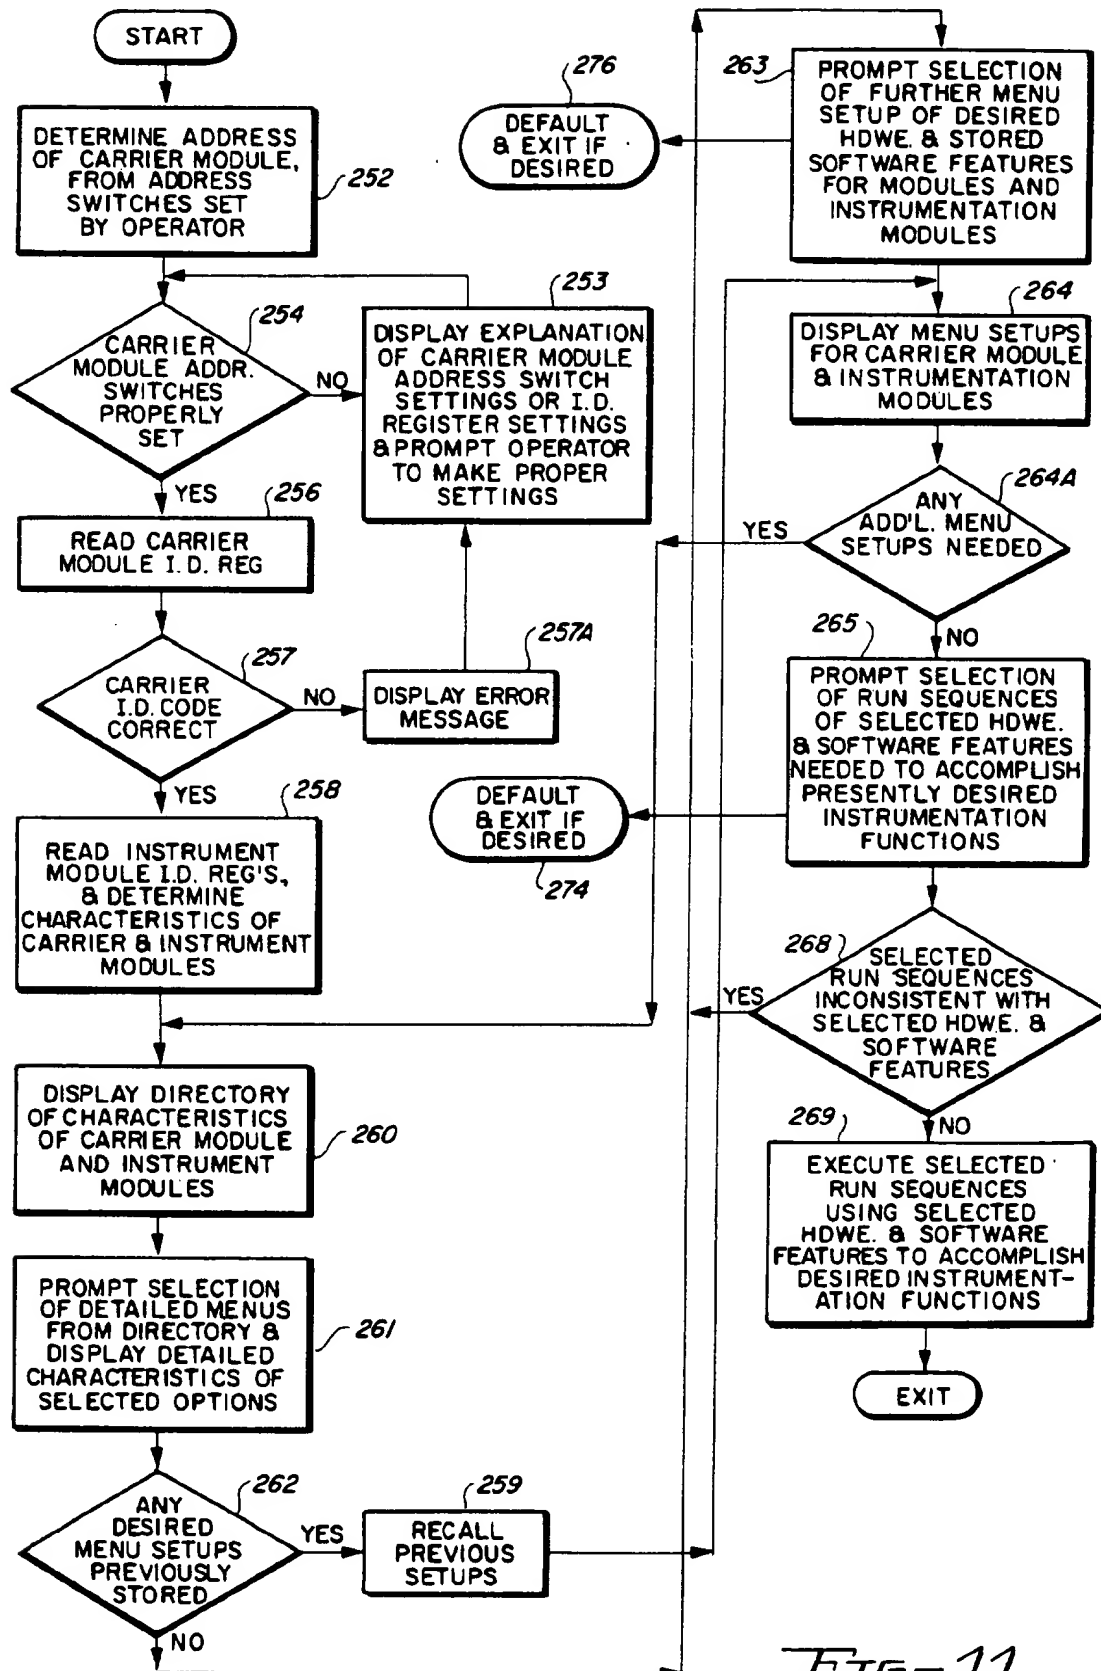 START
DETERMINE ADDRESS
OF CARRIER MODULE,
FROM ADDRESS
SWITCHES SET
BY OPERATOR
252
CARRIER
MODULE ADDR.
SWITCHES
PROPERLY
SET
254
NO
YES
253
DISPLAY EXPLANATION
OF CARRIER MODULE
ADDRESS SWITCH
SETTINGS OR I.D.
REGISTER SETTINGS
& PROMPT OPERATOR
TO MAKE PROPER
SETTINGS
256
READ CARRIER
MODULE I.D. REG
257
CARRIER
I.D. CODE
CORRECT
NO
YES
257A
DISPLAY ERROR
MESSAGE
258
READ INSTRUMENT
MODULE I.D. REG'S,
& DETERMINE
CHARACTERISTICS OF
CARRIER & INSTRUMENT
MODULES
DISPLAY DIRECTORY
OF CHARACTERISTICS
OF CARRIER MODULE
AND INSTRUMENT
MODULES
260
PROMPT SELECTION
OF DETAILED MENUS
FROM DIRECTORY &
DISPLAY DETAILED
CHARACTERISTICS OF
SELECTED OPTIONS
261
262
ANY
DESIRED
MENU SETUPS
PREVIOUSLY
STORED
YES
NO
259
RECALL
PREVIOUS
SETUPS
276
DEFAULT
& EXIT IF
DESIRED
263
PROMPT SELECTION
OF FURTHER MENU
SETUP OF DESIRED
HDWE. & STORED
SOFTWARE FEATURES
FOR MODULES AND
INSTRUMENTATION
MODULES
264
DISPLAY MENU SETUPS
FOR CARRIER MODULE
& INSTRUMENTATION
MODULES
264A
ANY
ADD'L. MENU
SETUPS NEEDED
YES
NO
265
PROMPT SELECTION
OF RUN SEQUENCES
OF SELECTED HDWE.
& SOFTWARE FEATURES
NEEDED TO ACCOMPLISH
PRESENTLY DESIRED
INSTRUMENTATION
FUNCTIONS
DEFAULT
& EXIT IF
DESIRED
274
268
SELECTED
RUN SEQUENCES
INCONSISTENT WITH
SELECTED HDWE. &
SOFTWARE
FEATURES
YES
NO
269
EXECUTE SELECTED
RUN SEQUENCES
USING SELECTED
HDWE. & SOFTWARE
FEATURES TO ACCOMPLISH
DESIRED INSTRUMENT-
ATION FUNCTIONS
EXIT
FIG-11